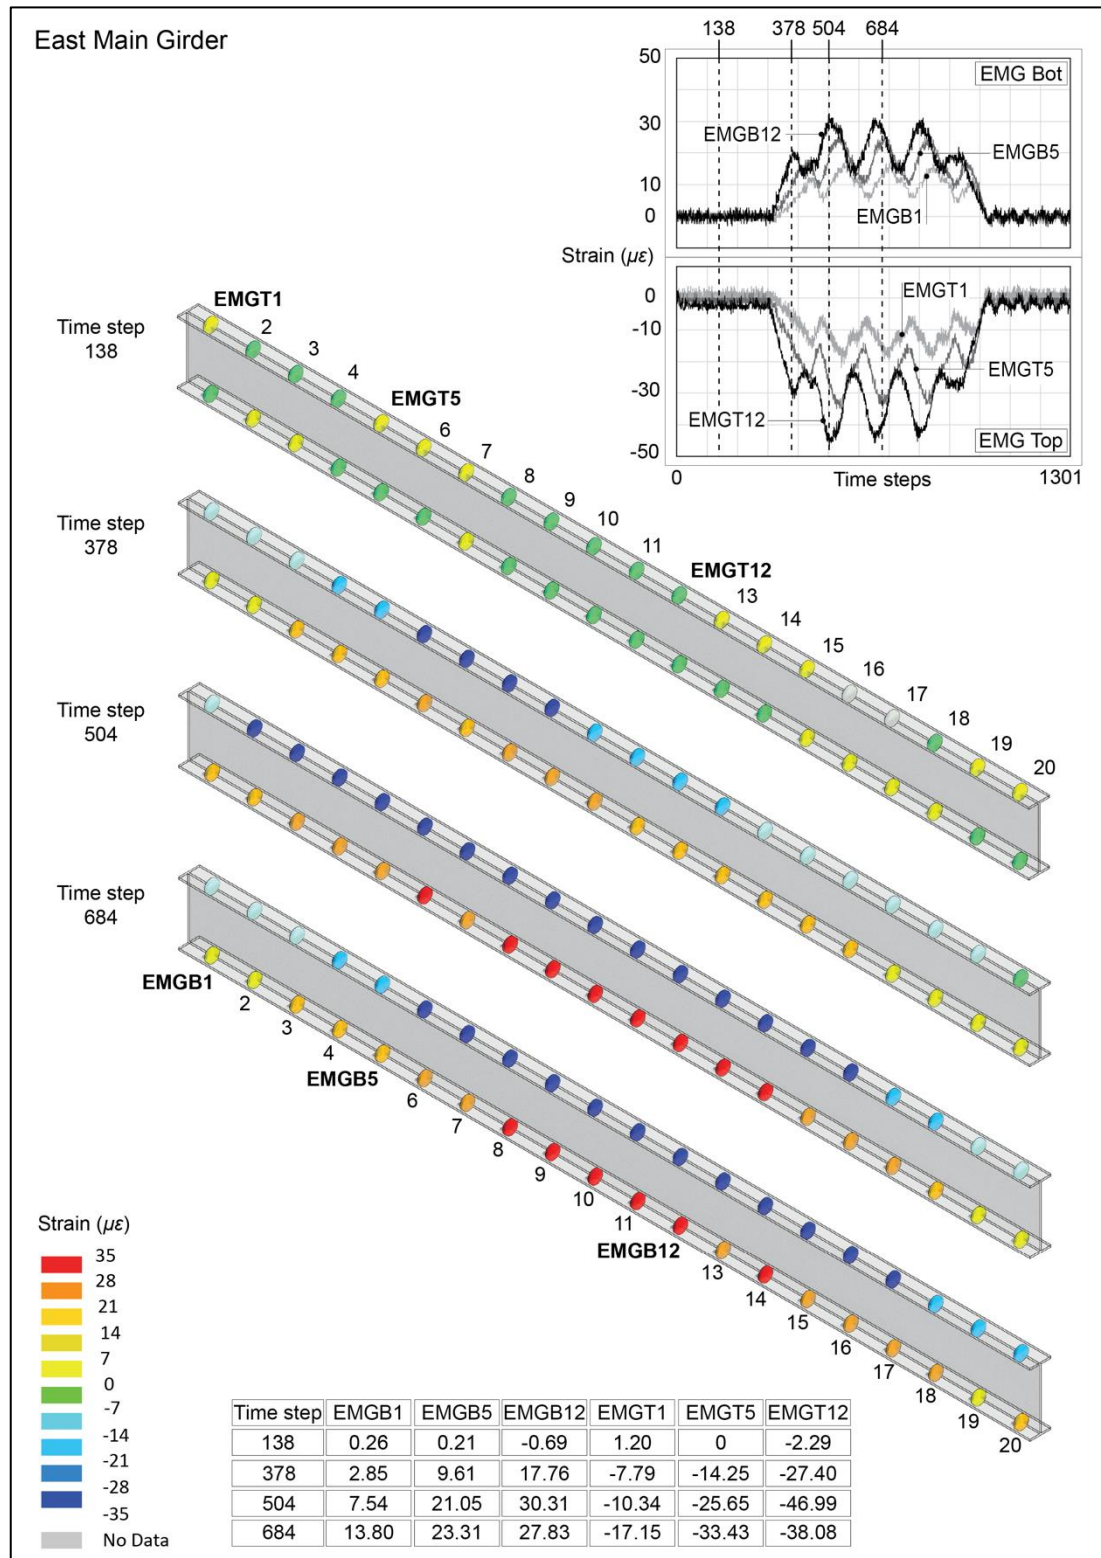 East Main Girder
138 378 504 684
50
30
10
0
EMG Bot
EMGB12
EMGB5
EMGB1
Strain (με)
0
-10
-30
-50
EMGT1
EMGT5
EMGT12
EMG Top
0 Time steps 1301
Time step
138
EMGT1
2
3
4
EMGT5
6
7
8
9
10
11
EMGT12
13
14
15
16
17
18
19
20
Time step
378
Time step
504
Time step
684
EMGB1
2
3
4
EMGB5
6
7
8
9
10
11
EMGB12
13
14
15
16
17
18
19
20
Strain (με)
35
28
21
14
7
0
-7
-14
-21
-28
-35
No Data
Time step EMGB1 EMGB5 EMGB12 EMGT1 EMGT5 EMGT12
138 0.26 0.21 -0.69 1.20 0 -2.29
378 2.85 9.61 17.76 -7.79 -14.25 -27.40
504 7.54 21.05 30.31 -10.34 -25.65 -46.99
684 13.80 23.31 27.83 -17.15 -33.43 -38.08